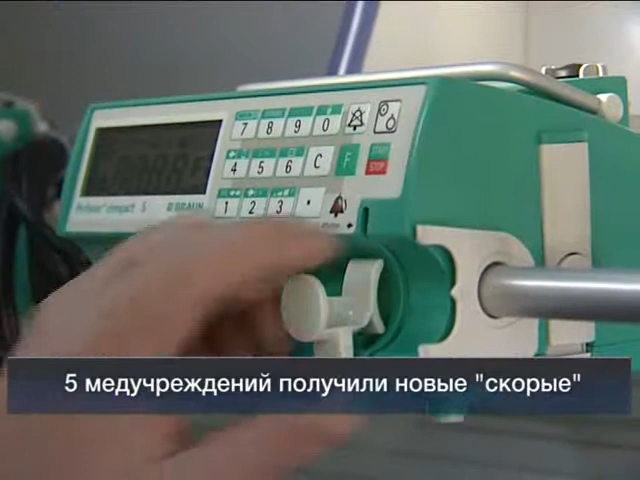 7 8 9 0
4 5 6 C F START STOP
1 2 3 .
Perfusor compact S B|BRAUN
5 медучреждений получили новые "скорые"